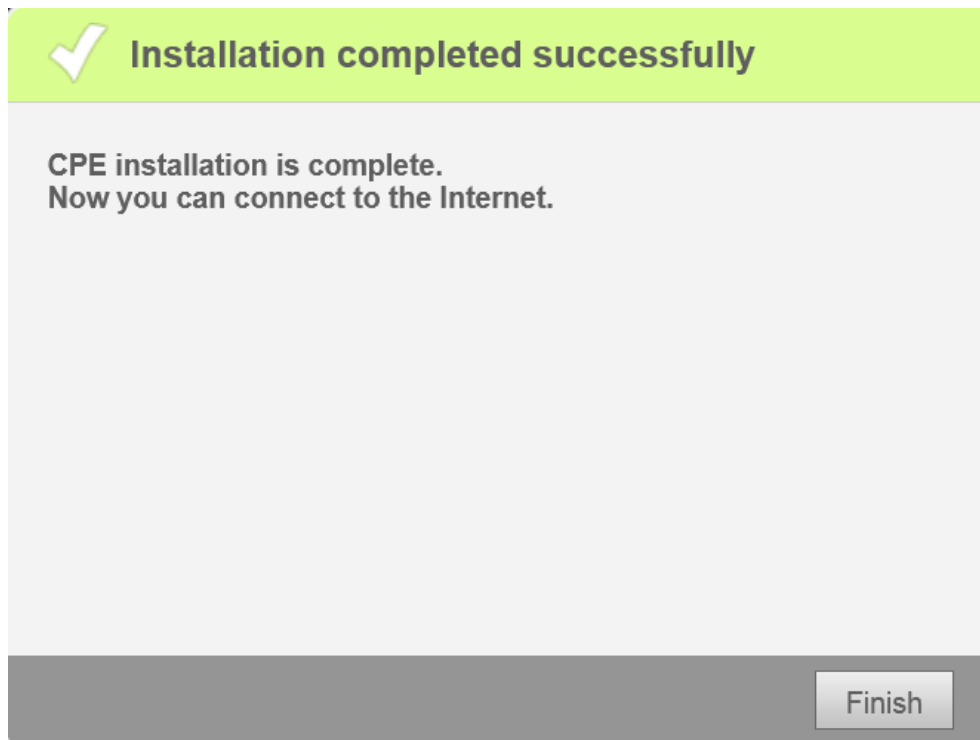 Installation completed successfully
CPE installation is complete.
Now you can connect to the Internet.
Finish